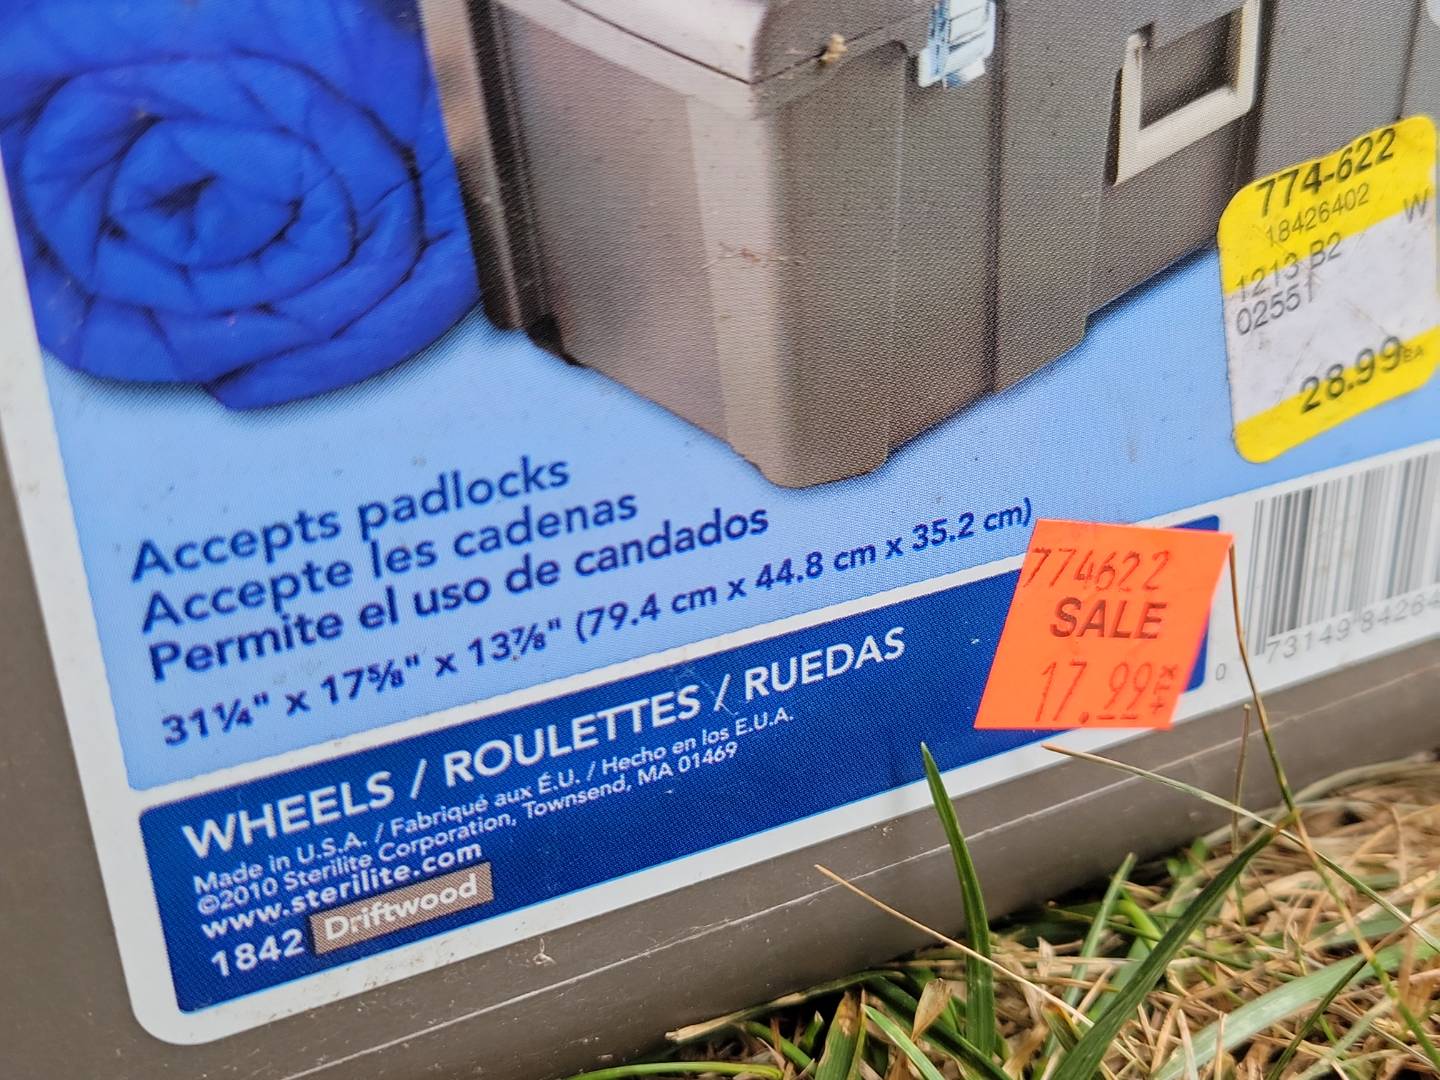 774-622
18426402
W
1213 B2
02551
28.99EA
Accepts padlocks
Accepte les cadenas
Permite el uso de candados
31¼" x 17⅝" x 13⅞" (79.4 cm x 44.8 cm x 35.2 cm)
774622
SALE
17.99
0 73149 84264
WHEELS / ROULETTES / RUEDAS
Made in U.S.A. / Fabriqué aux É.U. / Hecho en los E.U.A.
©2010 Sterilite Corporation, Townsend, MA 01469
www.sterilite.com
1842 Driftwood